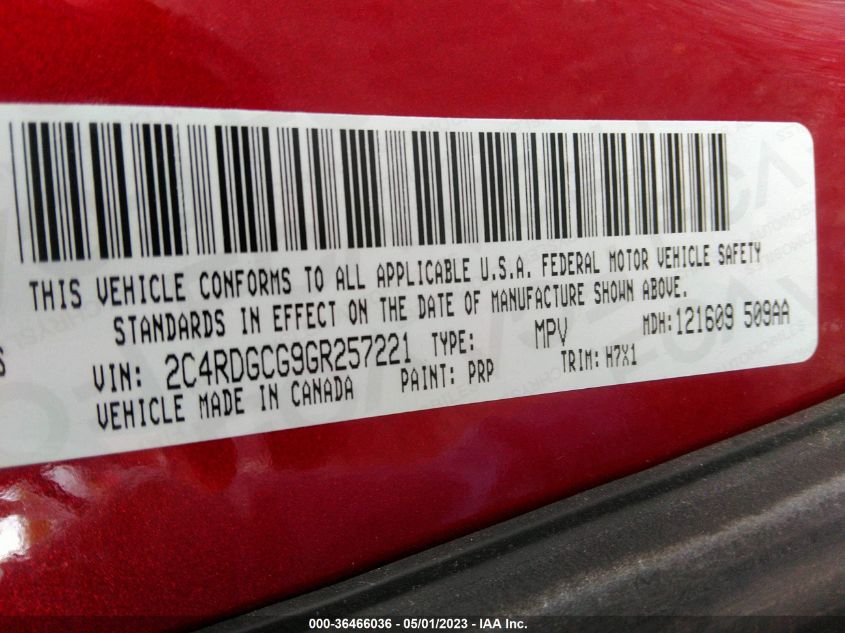 THIS VEHICLE CONFORMS TO ALL APPLICABLE U.S.A. FEDERAL MOTOR VEHICLE SAFETY
STANDARDS IN EFFECT ON THE DATE OF MANUFACTURE SHOWN ABOVE.
VIN: 2C4RDGCG9GR257221 TYPE: MPV MDH: 121609 509AA
VEHICLE MADE IN CANADA PAINT: PRP TRIM: H7X1
000-36466036 - 05/01/2023 - IAA Inc.